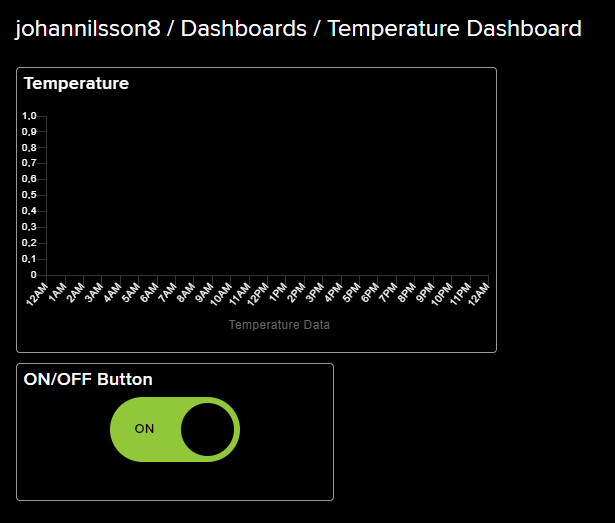 johannilsson8 / Dashboards / Temperature Dashboard
Temperature
1,0
0,9
0,8
0,7
0,6
0,5
0,4
0,3
0,2
0,1
0
12AM 1AM 2AM 3AM 4AM 5AM 6AM 7AM 8AM 9AM 10AM 11AM 12PM 1PM 2PM 3PM 4PM 5PM 6PM 7PM 8PM 9PM 10PM 11PM 12AM
Temperature Data
ON/OFF Button
ON